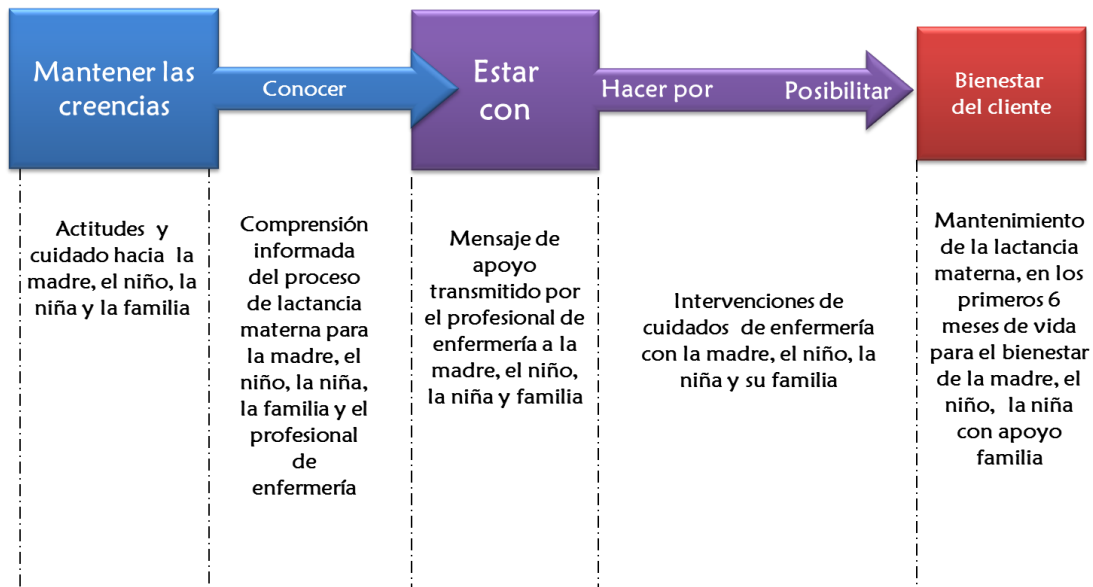 Mantener las
creencias
Conocer
Estar
con
Hacer por
Posibilitar
Bienestar
del cliente
Actitudes y
cuidado hacia la
madre, el niño, la
niña y la familia
Comprensión
informada
del proceso
de lactancia
materna para
la madre, el
niño, la niña,
la familia y el
profesional
de
enfermería
Mensaje de
apoyo
transmitido por
el profesional de
enfermería a la
madre, el niño,
la niña y familia
Intervenciones de
cuidados de enfermería
con la madre, el niño, la
niña y su familia
Mantenimiento
de la lactancia
materna, en los
primeros 6
meses de vida
para el bienestar
de la madre, el
niño, la niña
con apoyo
familia